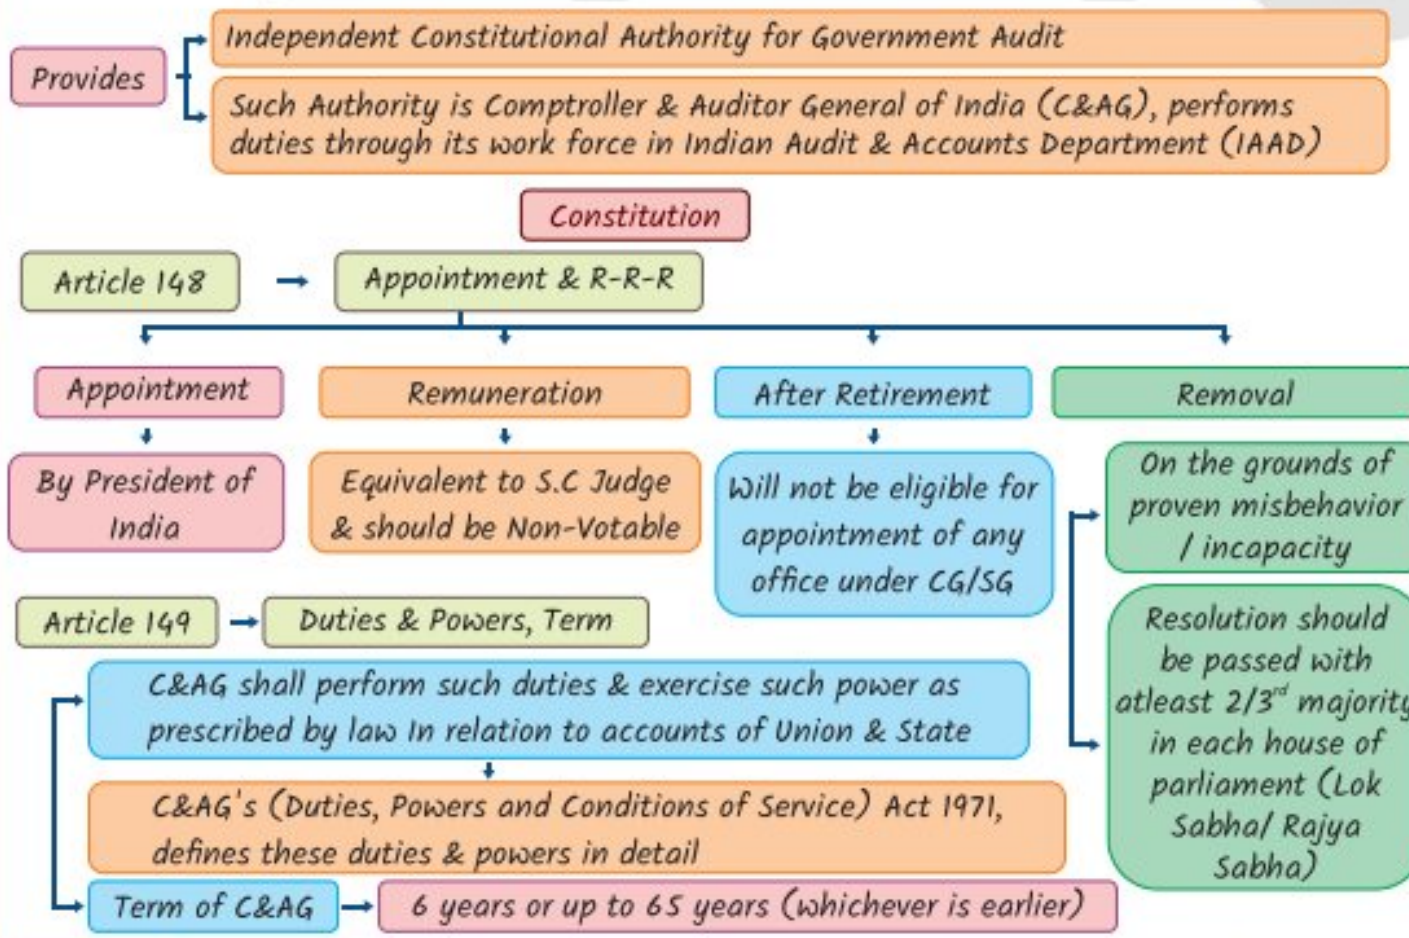 Provides
Independent Constitutional Authority for Government Audit
Such Authority is Comptroller & Auditor General of India (C&AG), performs
duties through its work force in Indian Audit & Accounts Department (IAAD)
Constitution
Article 148
Appointment & R-R-R
Appointment
By President of
India
Remuneration
Equivalent to S.C Judge
& should be Non-Votable
After Retirement
Will not be eligible for
appointment of any
office under CG/SG
Removal
On the grounds of
proven misbehavior
/ incapacity
Resolution should
be passed with
atleast 2/3rd majority
in each house of
parliament (Lok
Sabha/ Rajya
Sabha)
Article 149
Duties & Powers, Term
C&AG shall perform such duties & exercise such power as
prescribed by law In relation to accounts of Union & State
C&AG's (Duties, Powers and Conditions of Service) Act 1971,
defines these duties & powers in detail
Term of C&AG
6 years or up to 65 years (whichever is earlier)